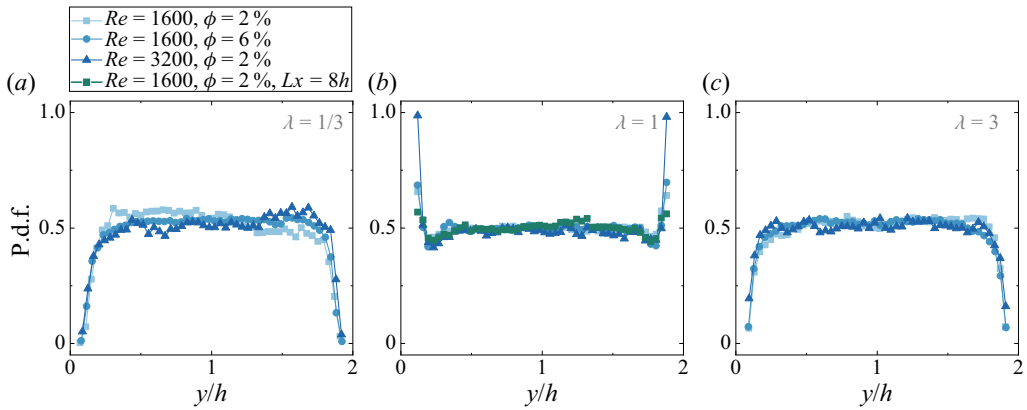 Re = 1600, ϕ = 2 %
Re = 1600, ϕ = 6 %
Re = 3200, ϕ = 2 %
Re = 1600, ϕ = 2 %, Lx = 8h
(a) (b) (c)
1.0 λ = 1/3 1.0 λ = 1 1.0 λ = 3
P.d.f. 0.5 0.5 0.5
0 0 0
0 1 2 0 1 2 0 1 2
y/h y/h y/h